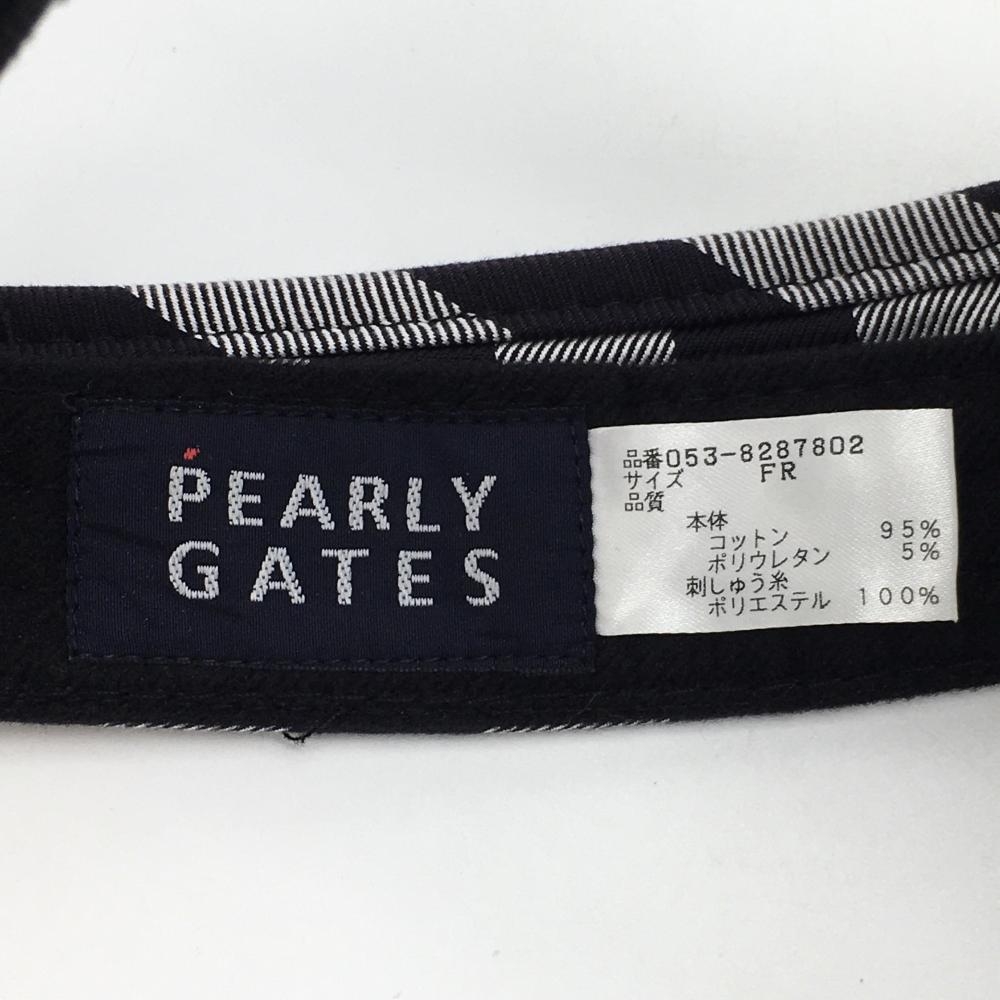 PEARLY
GATES
品番053-8287802
サイズ FR
品質
本体
コットン 95%
ポリウレタン 5%
刺しゅう糸
ポリエステル 100%